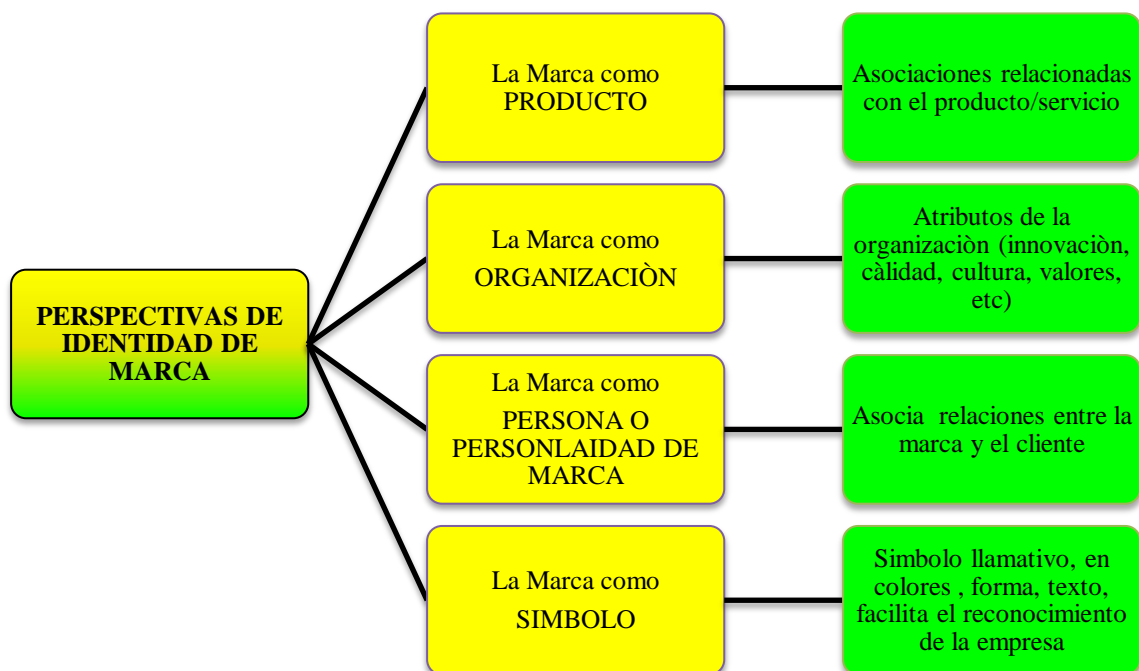 PERSPECTIVAS DE
IDENTIDAD DE
MARCA
La Marca como
PRODUCTO
Asociaciones relacionadas
con el producto/servicio
La Marca como
ORGANIZACIÒN
Atributos de la
organizaciòn (innovaciòn,
càlidad, cultura, valores,
etc)
La Marca como
PERSONA O
PERSONLAIDAD DE
MARCA
Asocia relaciones entre la
marca y el cliente
La Marca como
SIMBOLO
Simbolo llamativo, en
colores , forma, texto,
facilita el reconocimiento
de la empresa